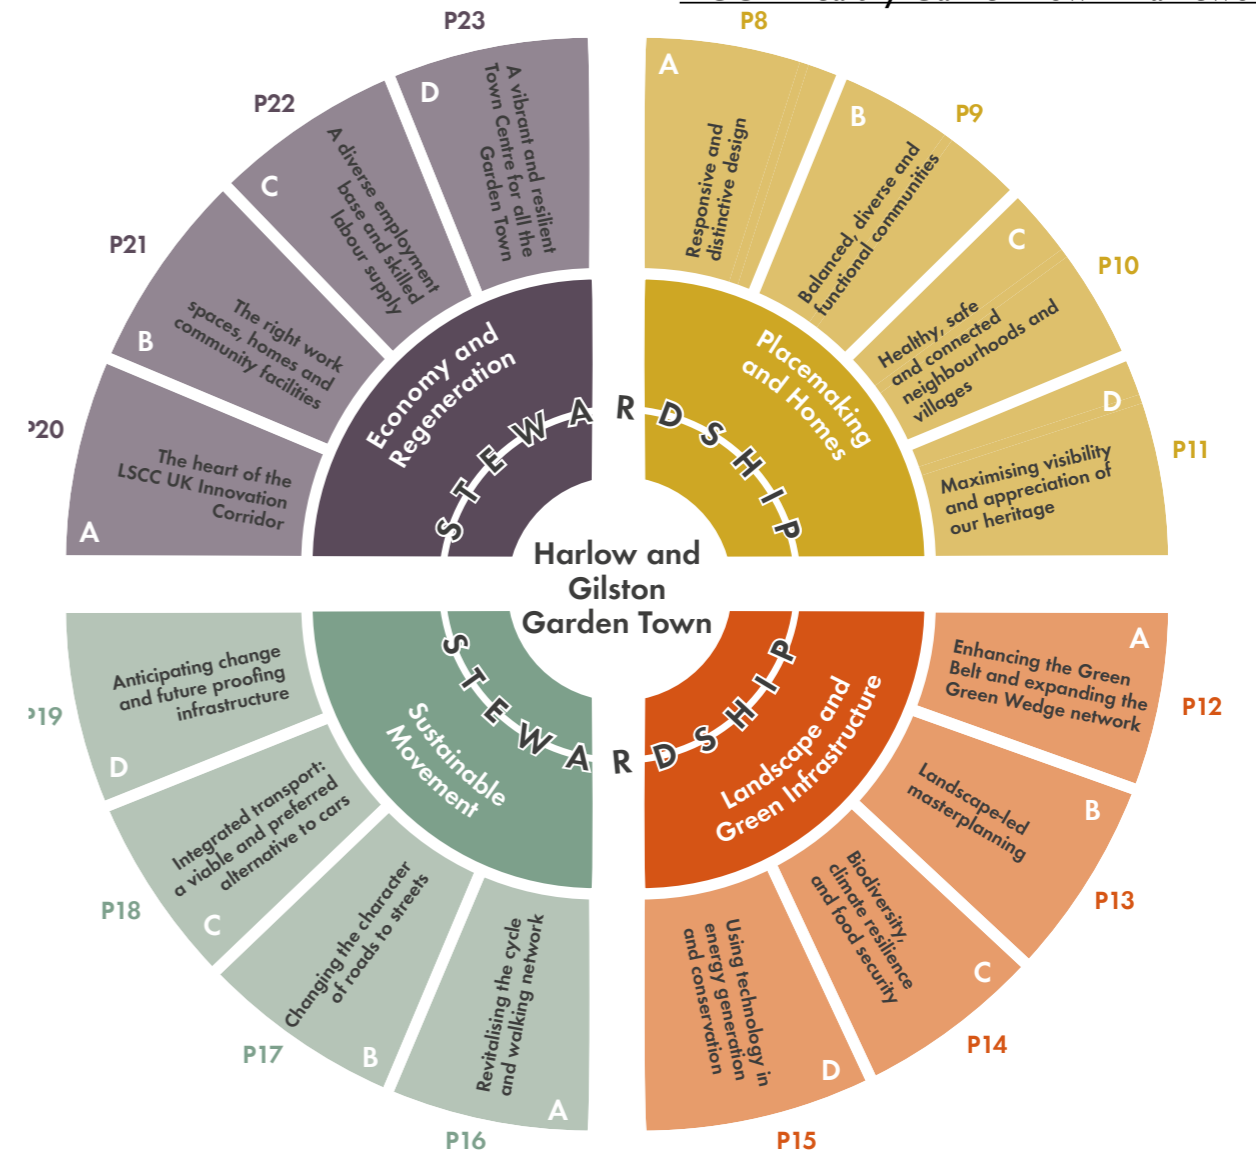 P8
A
Responsive and
distinctive design
P9
B
Balanced, diverse and
functional communities
P10
C
Healthy, safe
and connected
neighbourhoods and
villages
P11
D
Maximising visibility
and appreciation of
our heritage
Placemaking
and Homes
P12
A
Enhancing the Green
Belt and expanding the
Green Wedge network
P13
B
Landscape-led
masterplanning
P14
C
Biodiversity,
climate resilience
and food security
P15
D
Using technology in
energy generation
and conservation
Landscape and
Green Infrastructure
P16
A
Revitalising the cycle
and walking network
P17
B
Changing the character
of roads to streets
P18
C
Integrated transport:
a viable and preferred
alternative to cars
P19
D
Anticipating change
and future proofing
infrastructure
Sustainable
Movement
P20
A
The heart of the
LSCC UK Innovation
Corridor
P21
B
The right work
spaces, homes and
community facilities
P22
C
A diverse employment
base and skilled
labour supply
P23
D
A vibrant and resilient
Town Centre for all the
Garden Town
Economy and
Regeneration
STEWARDSHIP
Harlow and
Gilston
Garden Town
STEWARDSHIP